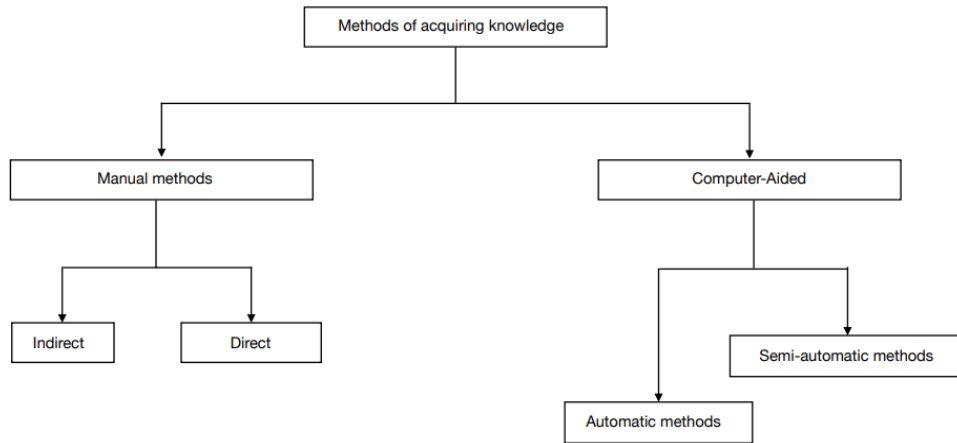 Methods of acquiring knowledge
Manual methods
Computer-Aided
Indirect
Direct
Semi-automatic methods
Automatic methods